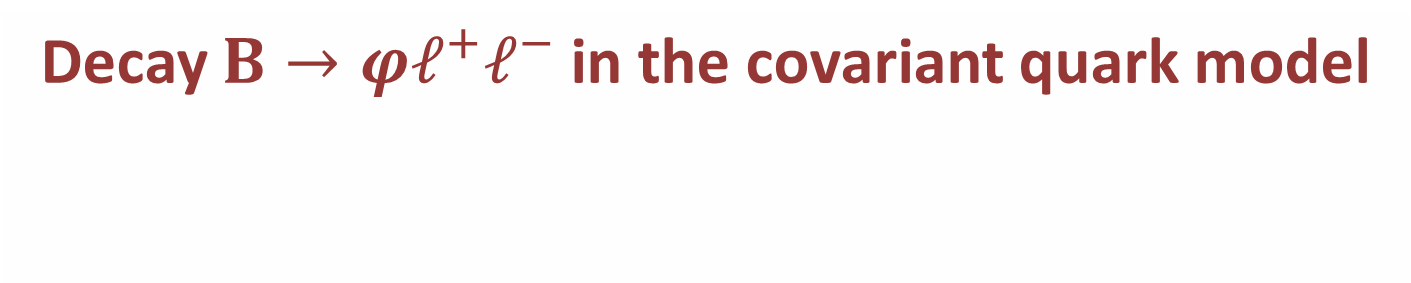 Decay B → φℓ⁺ℓ⁻ in the covariant quark model